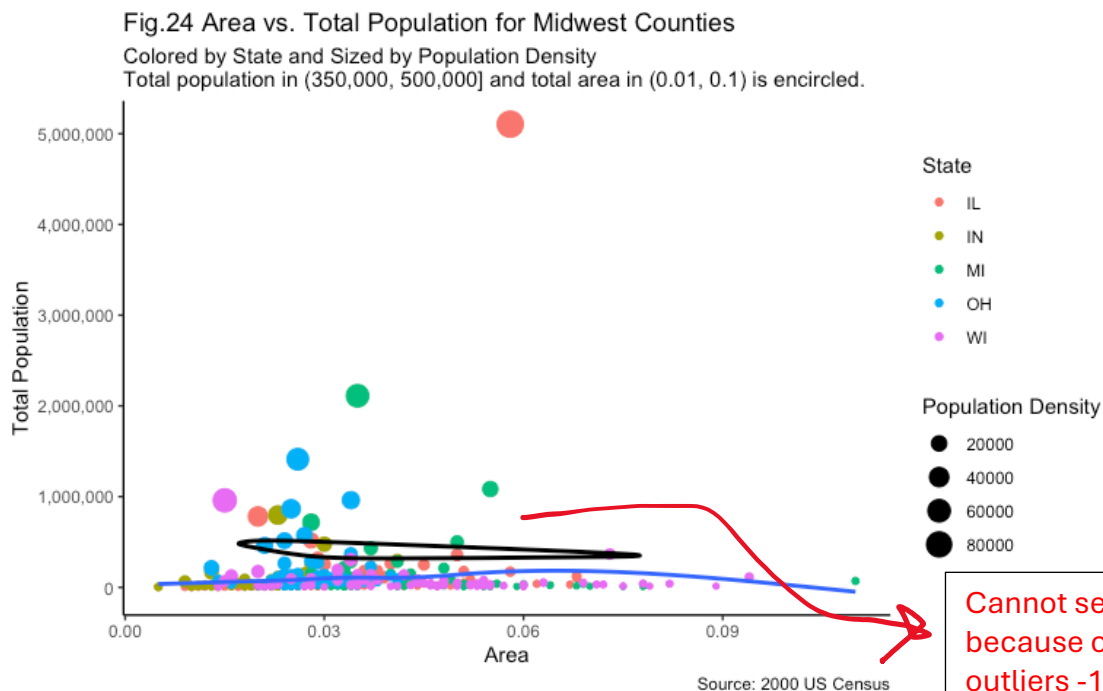 Fig.24 Area vs. Total Population for Midwest Counties
Colored by State and Sized by Population Density
Total population in (350,000, 500,000] and total area in (0.01, 0.1) is encircled.
Total Population
5,000,000
4,000,000
3,000,000
2,000,000
1,000,000
0
0.00
0.03
0.06
0.09
Area
Source: 2000 US Census
State
IL
IN
MI
OH
WI
Population Density
20000
40000
60000
80000
Cannot se
because o
outliers -1